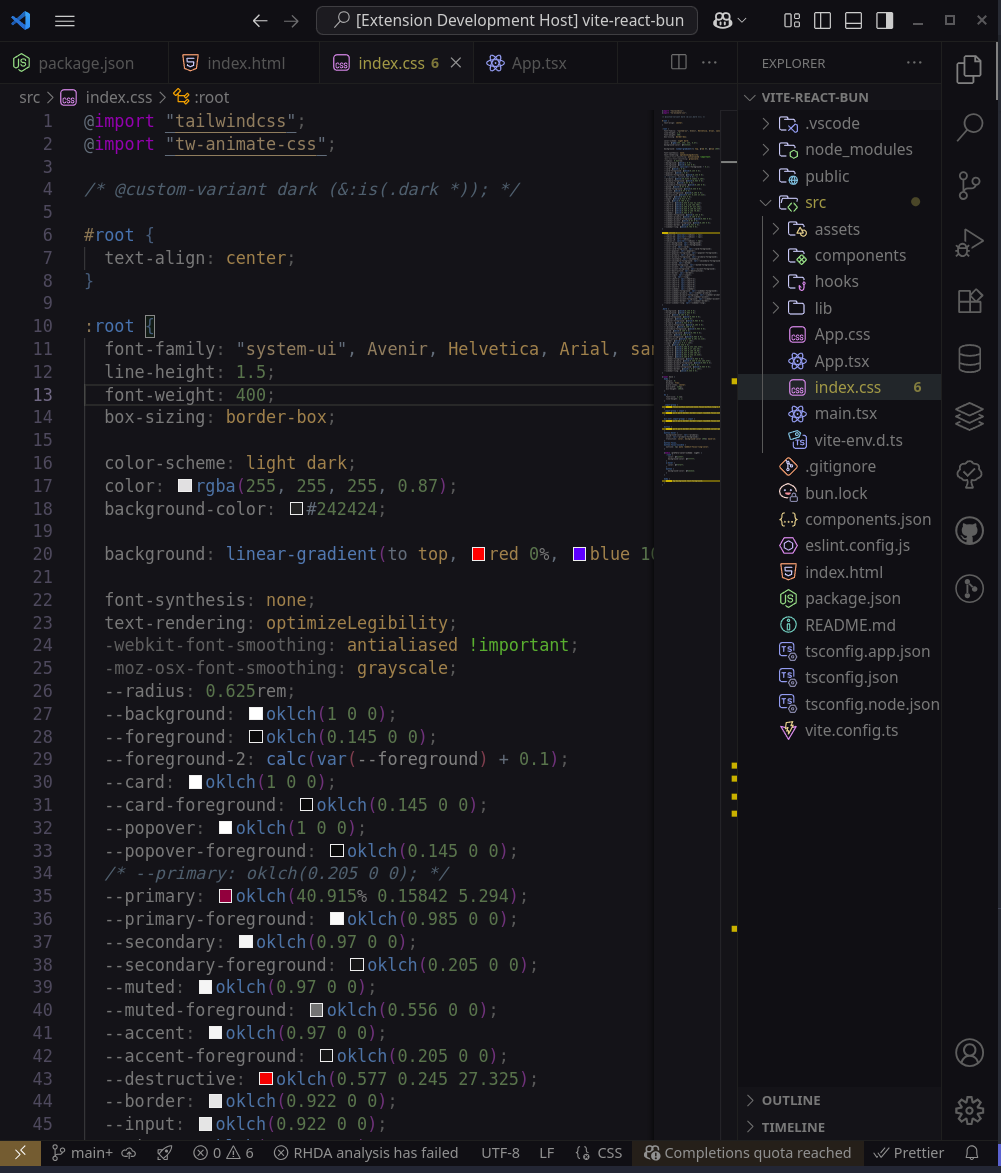 [Extension Development Host] vite-react-bun
package.json
index.html
index.css 6
App.tsx
src > index.css > :root
1 @import "tailwindcss";
2 @import "tw-animate-css";
3
4 /* @custom-variant dark (&:is(.dark *)); */
5
6 #root {
7 text-align: center;
8 }
9
10 :root {
11 font-family: "system-ui", Avenir, Helvetica, Arial, sa
12 line-height: 1.5;
13 font-weight: 400;
14 box-sizing: border-box;
15
16 color-scheme: light dark;
17 color: rgba(255, 255, 255, 0.87);
18 background-color: #242424;
19
20 background: linear-gradient(to top, red 0%, blue 10
21
22 font-synthesis: none;
23 text-rendering: optimizeLegibility;
24 -webkit-font-smoothing: antialiased !important;
25 -moz-osx-font-smoothing: grayscale;
26 --radius: 0.625rem;
27 --background: oklch(1 0 0);
28 --foreground: oklch(0.145 0 0);
29 --foreground-2: calc(var(--foreground) + 0.1);
30 --card: oklch(1 0 0);
31 --card-foreground: oklch(0.145 0 0);
32 --popover: oklch(1 0 0);
33 --popover-foreground: oklch(0.145 0 0);
34 /* --primary: oklch(0.205 0 0); */
35 --primary: oklch(40.915% 0.15842 5.294);
36 --primary-foreground: oklch(0.985 0 0);
37 --secondary: oklch(0.97 0 0);
38 --secondary-foreground: oklch(0.205 0 0);
39 --muted: oklch(0.97 0 0);
40 --muted-foreground: oklch(0.556 0 0);
41 --accent: oklch(0.97 0 0);
42 --accent-foreground: oklch(0.205 0 0);
43 --destructive: oklch(0.577 0.245 27.325);
44 --border: oklch(0.922 0 0);
45 --input: oklch(0.922 0 0);
EXPLORER
VITE-REACT-BUN
.vscode
node_modules
public
src
assets
components
hooks
lib
App.css
App.tsx
index.css 6
main.tsx
vite-env.d.ts
.gitignore
bun.lock
components.json
eslint.config.js
index.html
package.json
README.md
tsconfig.app.json
tsconfig.json
tsconfig.node.json
vite.config.ts
OUTLINE
TIMELINE
main+ 0 6 RHDA analysis has failed UTF-8 LF CSS Completions quota reached Prettier